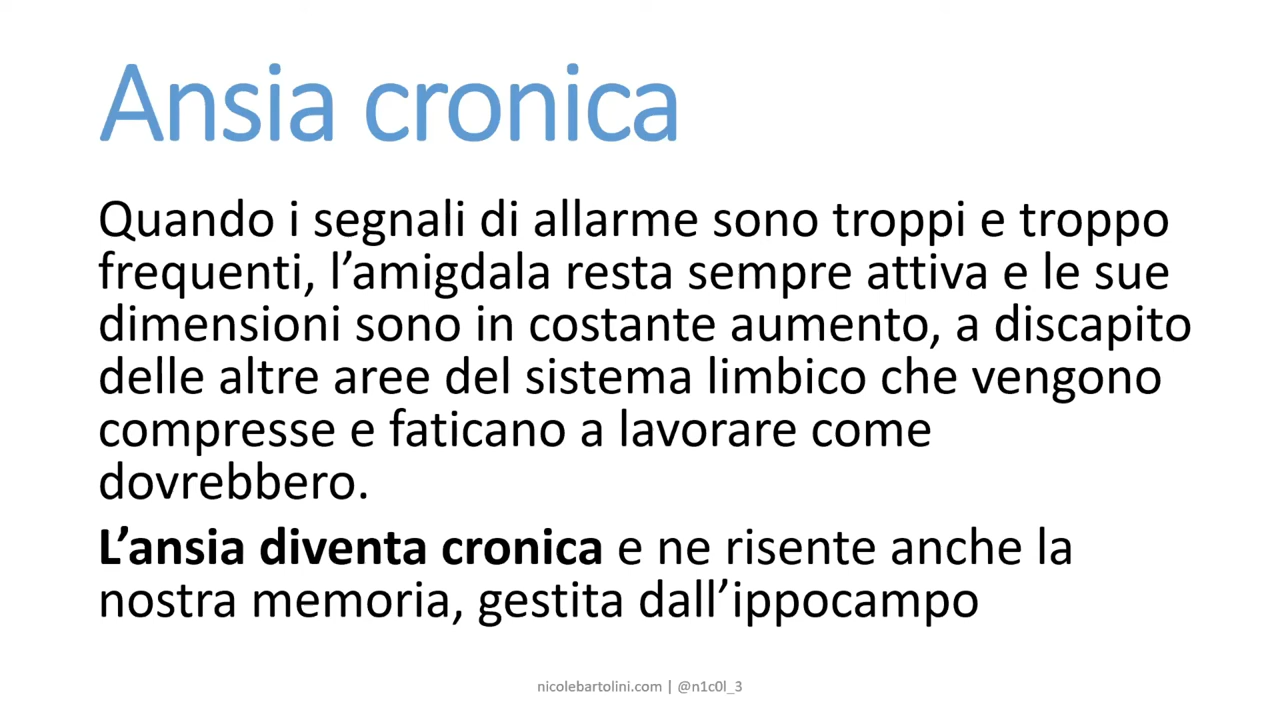 Ansia cronica
Quando i segnali di allarme sono troppi e troppo
frequenti, l’amigdala resta sempre attiva e le sue
dimensioni sono in costante aumento, a discapito
delle altre aree del sistema limbico che vengono
compresse e faticano a lavorare come
dovrebbero.
L’ansia diventa cronica e ne risente anche la
nostra memoria, gestita dall’ippocampo
nicolebartolini.com | @n1c0l_3